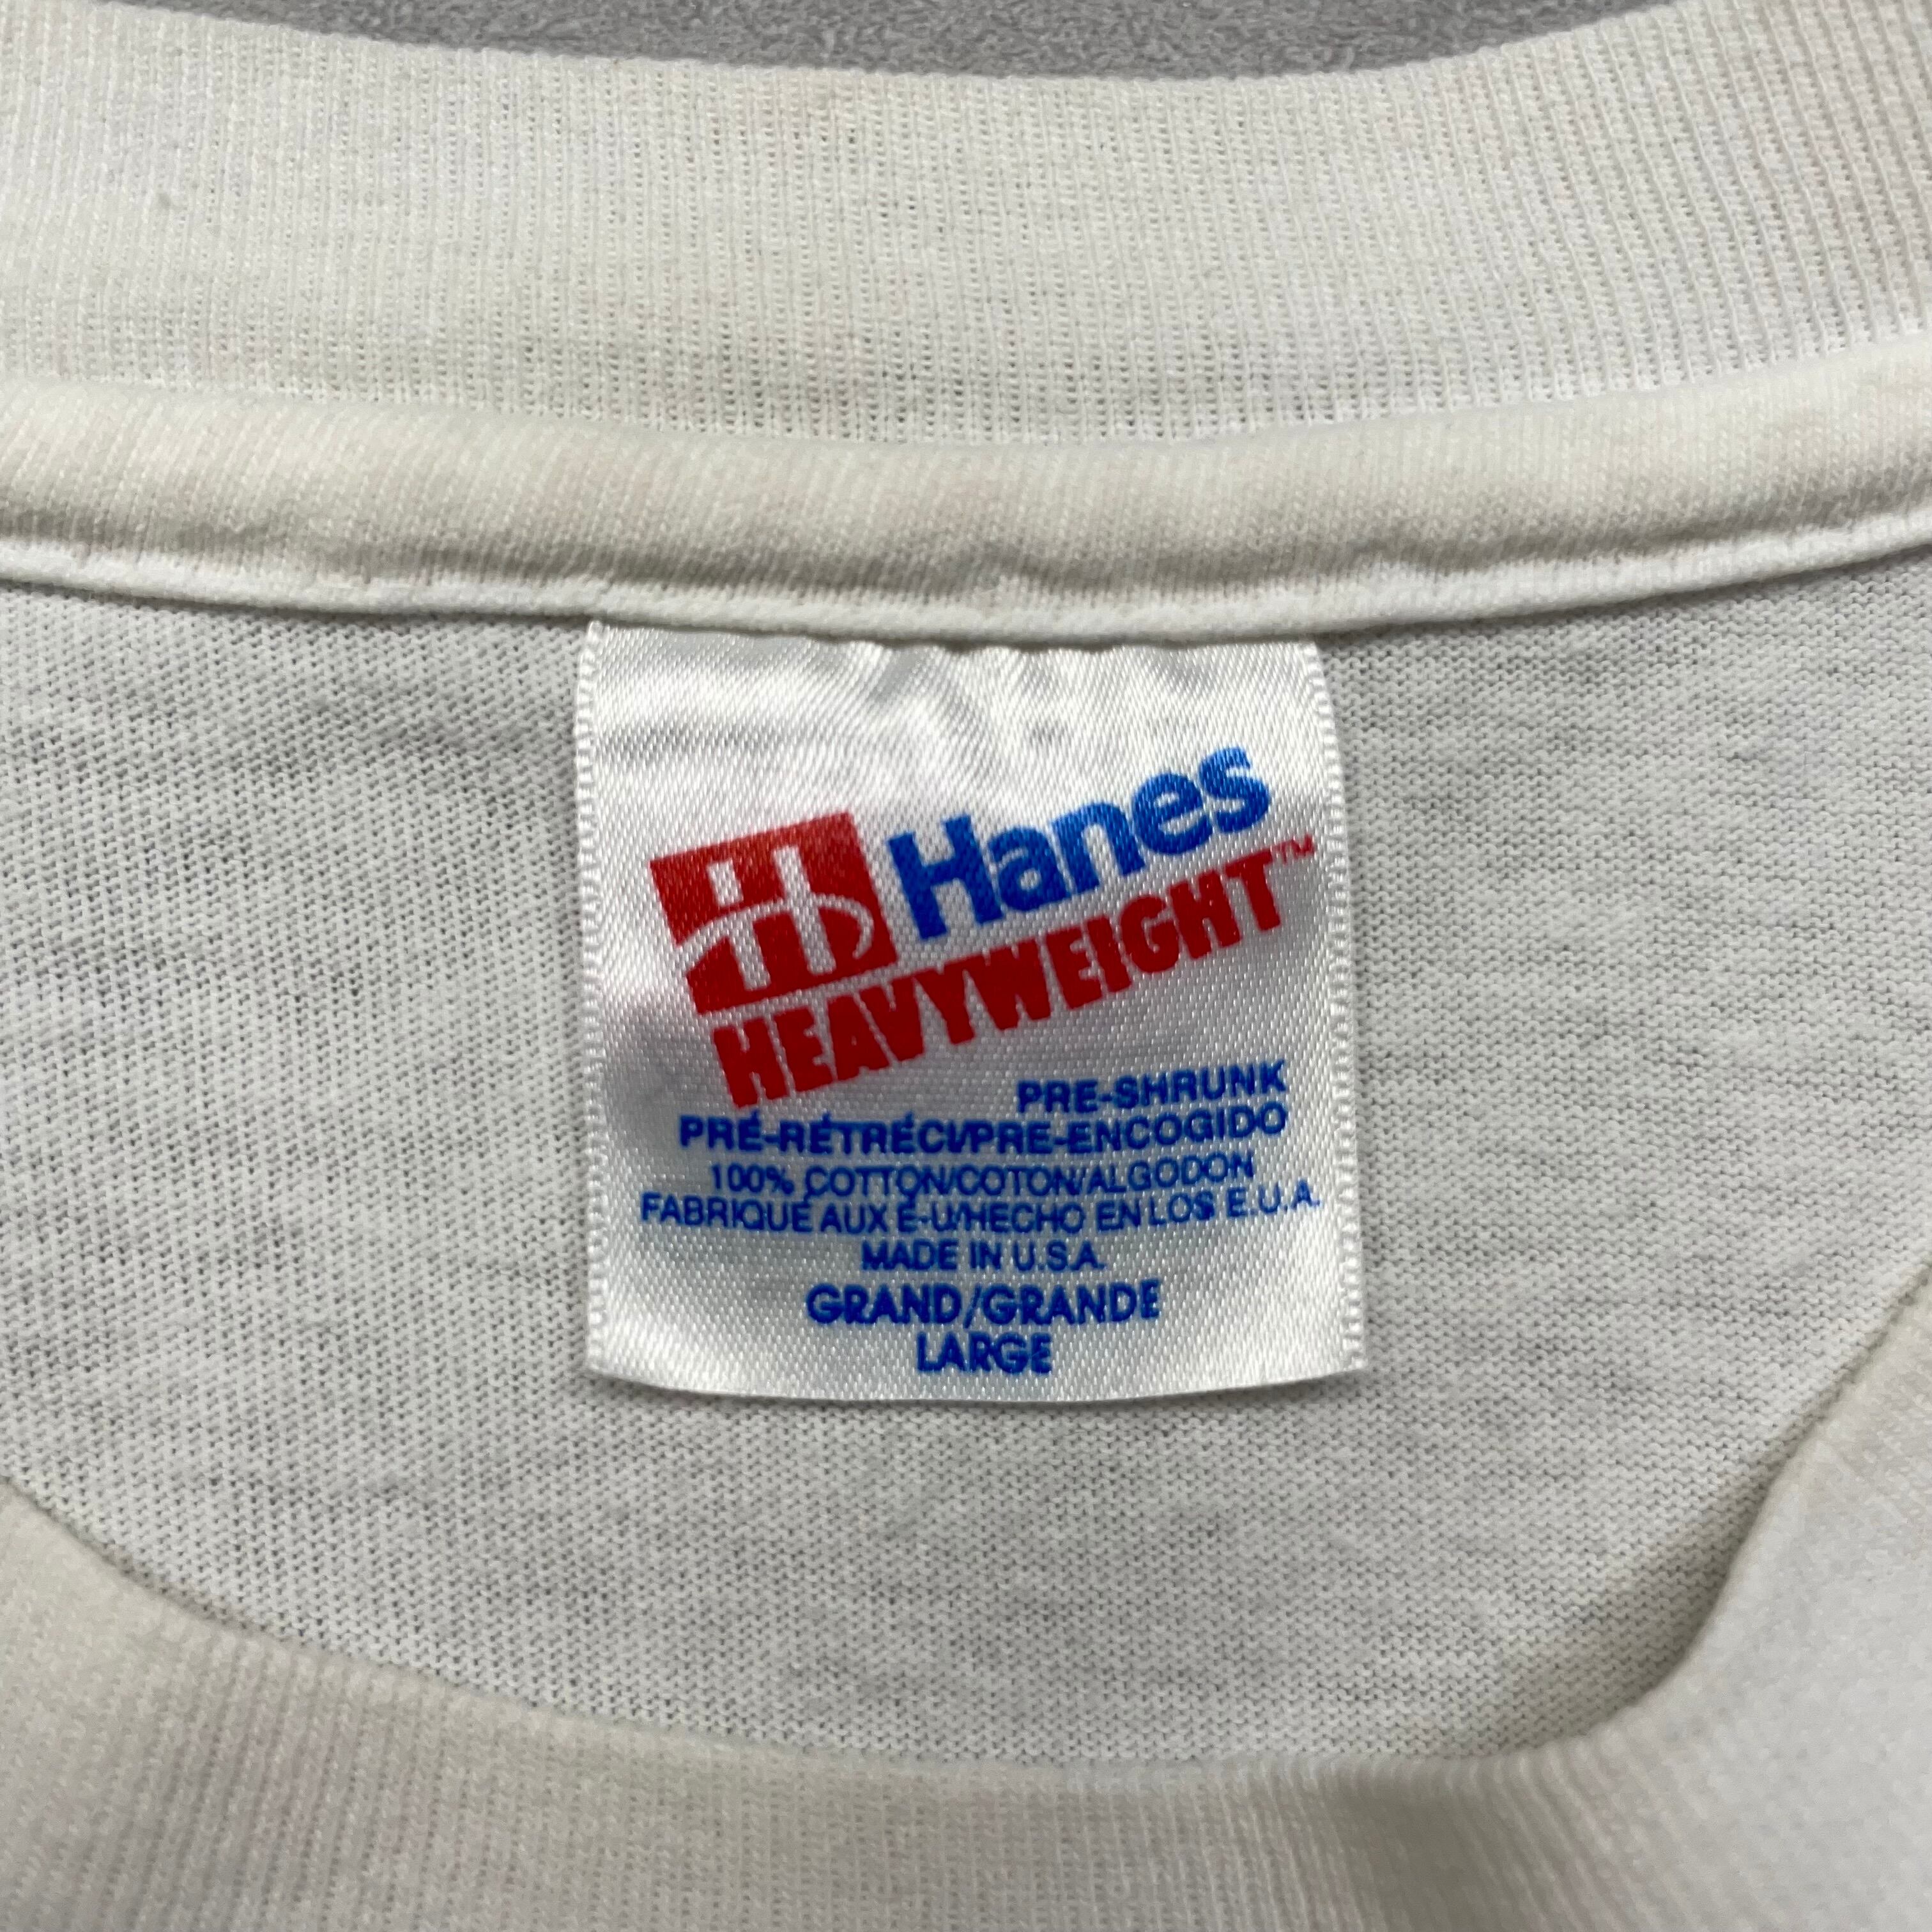 Hanes
HEAVYWEIGHT™
PRE-SHRUNK
PRÉ-RÉTRÉCI/PRE-ENCOGIDO
100% COTTON/COTON/ALGODON
FABRIQUÉ AUX É-U/HECHO EN LOS E.U.A.
MADE IN U.S.A.
GRAND/GRANDE
LARGE